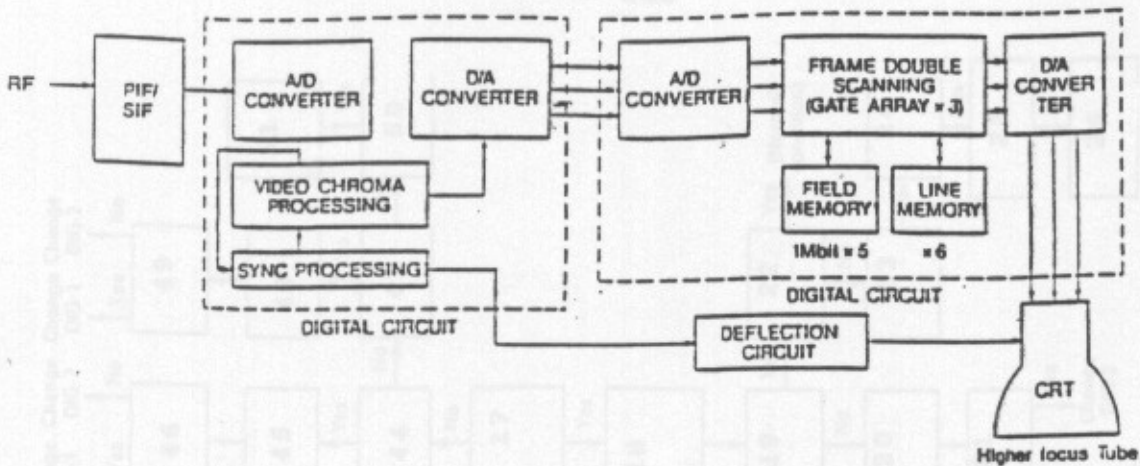 RF
PIF/
SIF
A/D
CONVERTER
D/A
CONVERTER
VIDEO CHROMA
PROCESSING
SYNC PROCESSING
DIGITAL CIRCUIT
A/D
CONVERTER
FRAME DOUBLE
SCANNING
(GATE ARRAY × 3)
D/A
CONVER
TER
FIELD
MEMORY
1Mbit × 5
LINE
MEMORY
× 6
DIGITAL CIRCUIT
DEFLECTION
CIRCUIT
CRT
Higher focus Tube